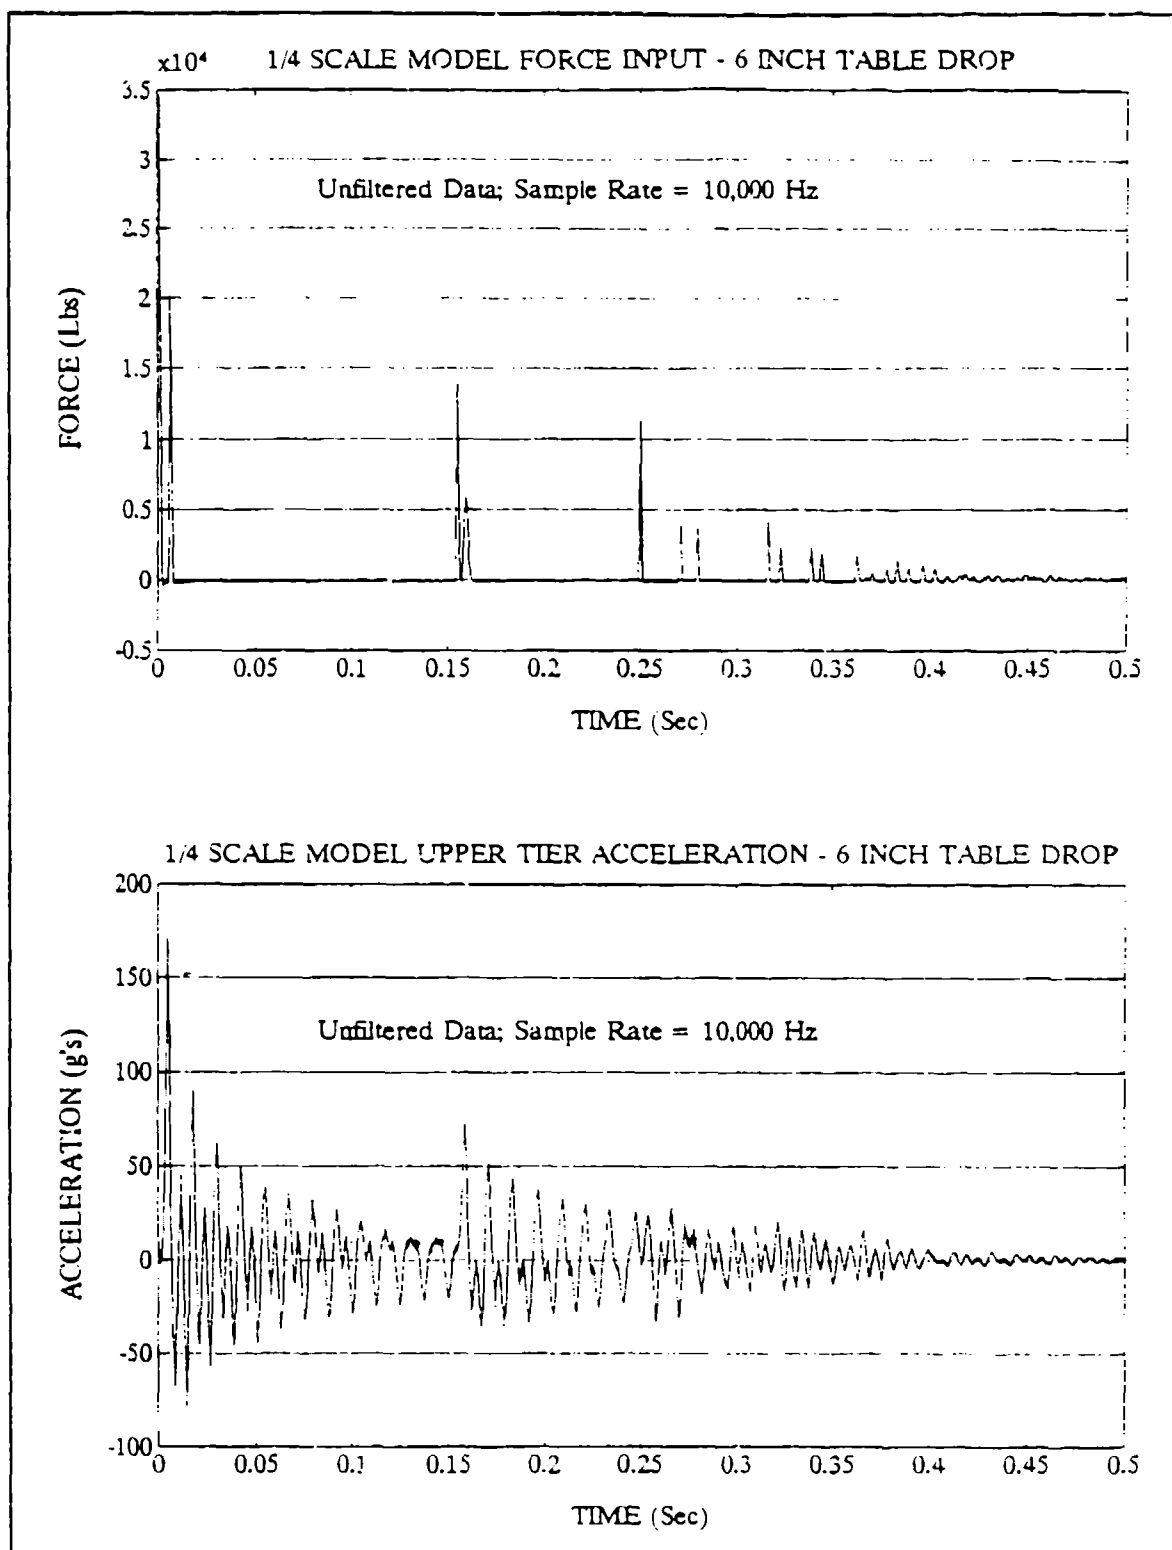 x10⁴ 1/4 SCALE MODEL FORCE INPUT - 6 INCH TABLE DROP
3.5
3
Unfiltered Data; Sample Rate = 10,000 Hz
2.5
2
1.5
1
0.5
0
-0.5
FORCE (Lbs)
0 0.05 0.1 0.15 0.2 0.25 0.3 0.35 0.4 0.45 0.5
TIME (Sec)
1/4 SCALE MODEL UPPER TIER ACCELERATION - 6 INCH TABLE DROP
200
150
Unfiltered Data; Sample Rate = 10,000 Hz
100
50
0
-50
-100
ACCELERATION (g's)
0 0.05 0.1 0.15 0.2 0.25 0.3 0.35 0.4 0.45 0.5
TIME (Sec)